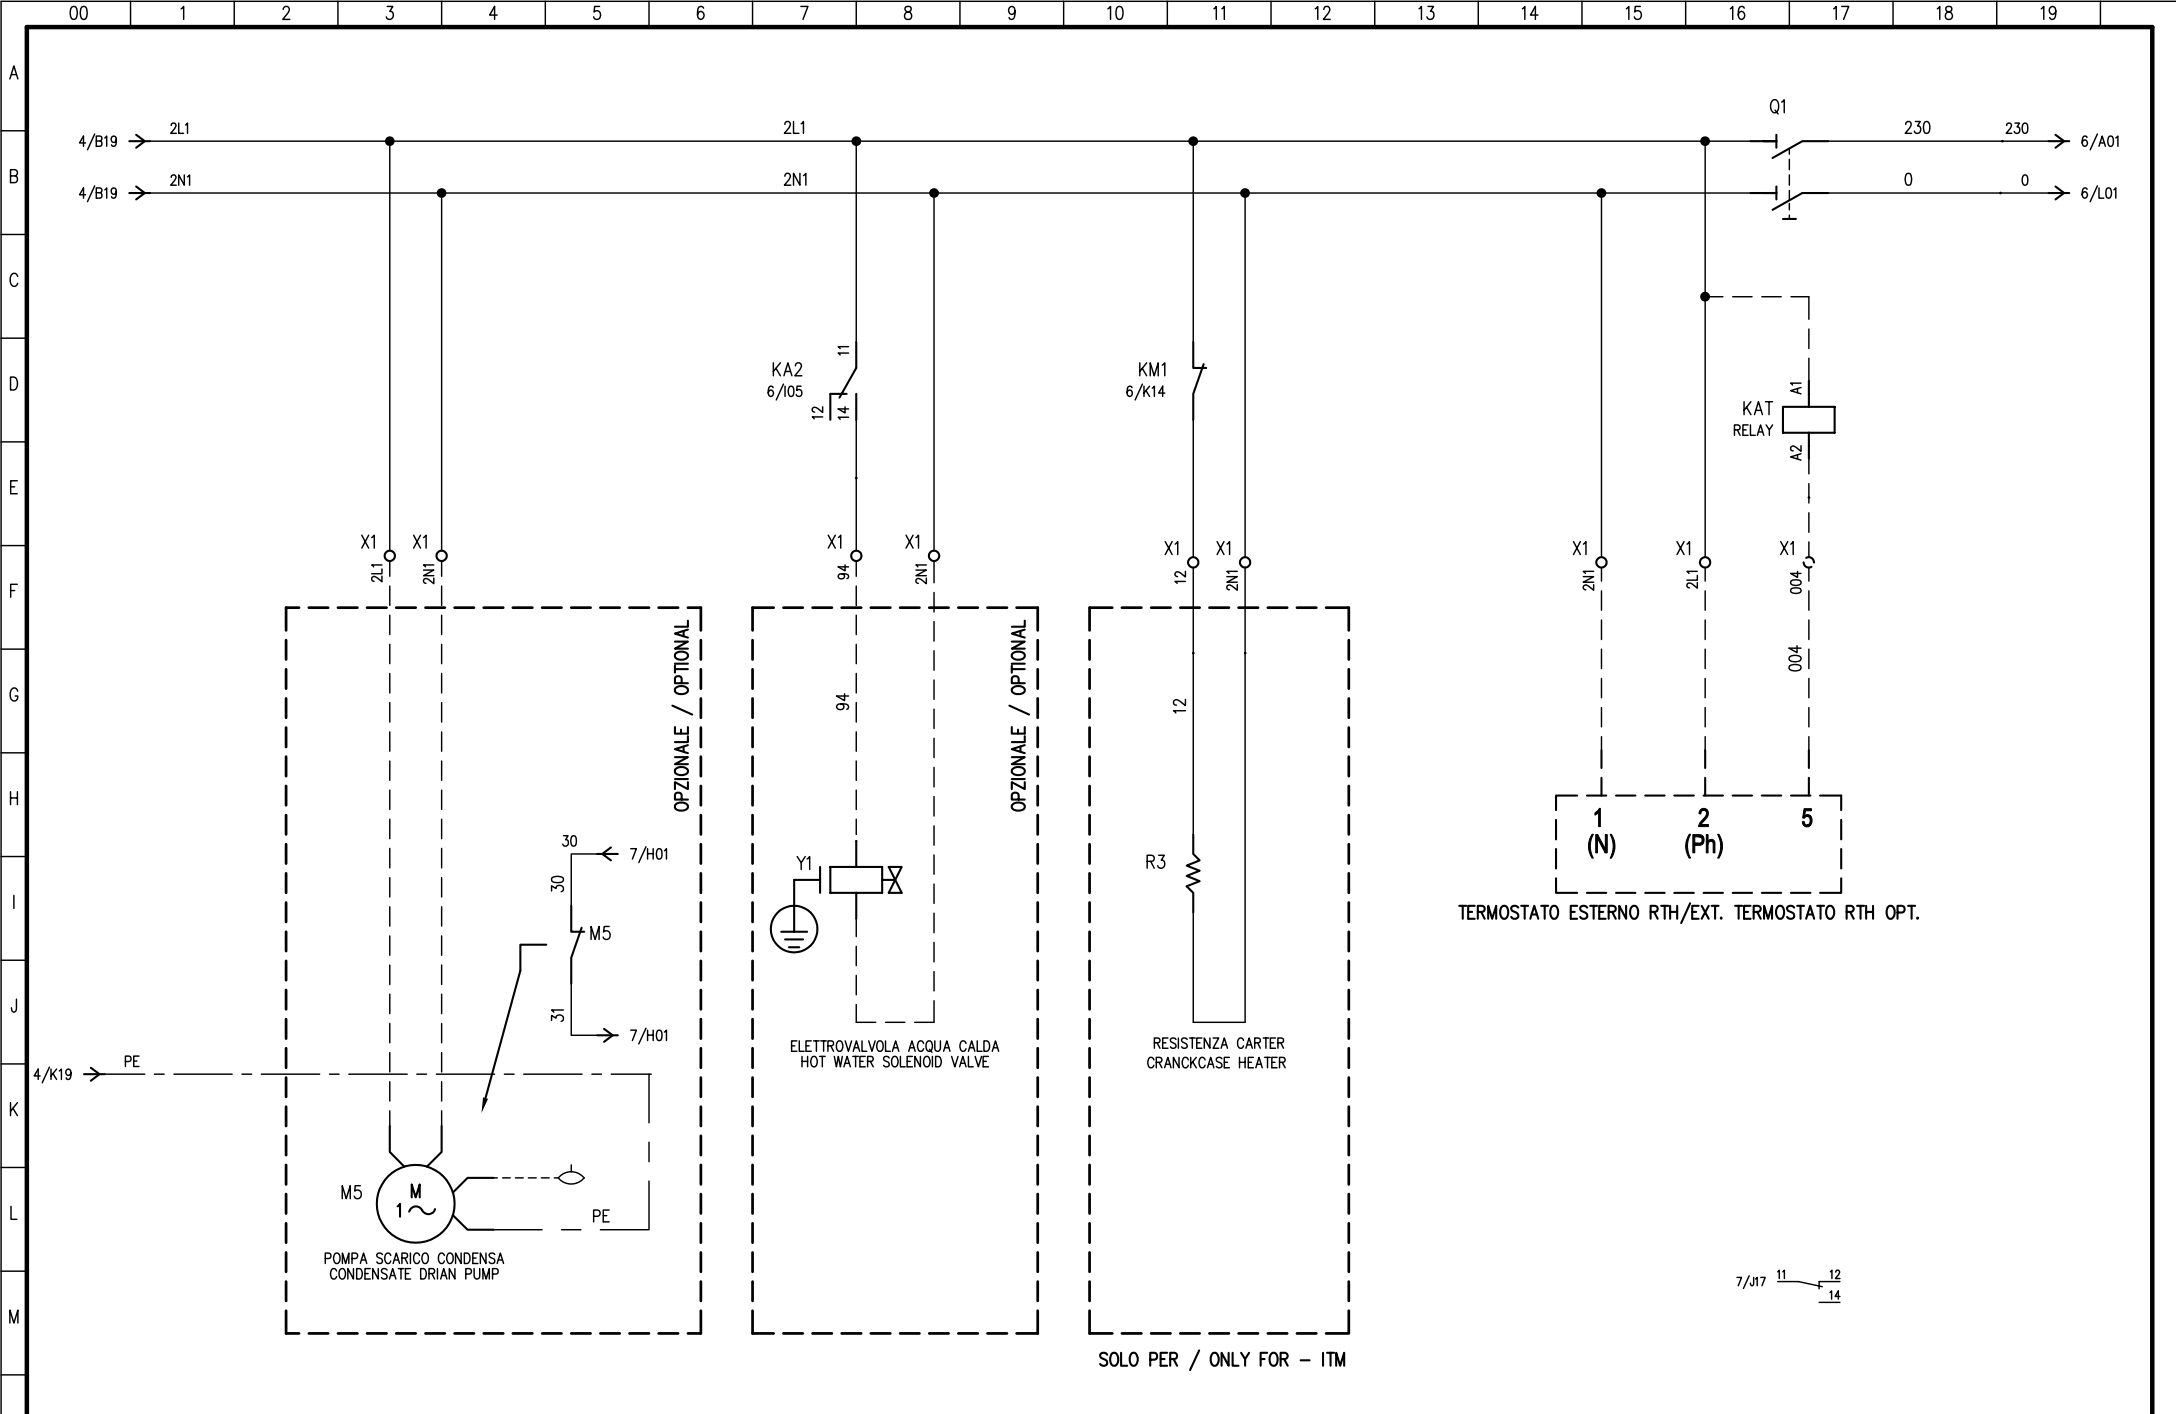 00 1 2 3 4 5 6 7 8 9 10 11 12 13 14 15 16 17 18 19
A
Q1
4/B19 2L1 2L1 230 230 6/A01
B
4/B19 2N1 2N1 0 0 6/L01
C
D
KA2
6/I05
11
12
14
KM1
6/K14
KAT
RELAY
A1
A2
E
X1 X1 X1 X1 X1 X1 X1 X1 X1
2L1 2N1 94 2N1 12 2N1 2N1 2L1 004
F
OPZIONALE / OPTIONAL
OPZIONALE / OPTIONAL
004
G
94
12
H
1 2 5
(N) (Ph)
30
7/H01
30
Y1
R3
I
TERMOSTATO ESTERNO RTH/EXT. TERMOSTATO RTH OPT.
M5
J
31
7/H01
ELETTROVALVOLA ACQUA CALDA
HOT WATER SOLENOID VALVE
RESISTENZA CARTER
CRANCKCASE HEATER
4/K19 PE
K
M5
M
1
L
PE
POMPA SCARICO CONDENSA
CONDENSATE DRIAN PUMP
7/J17 11 12
14
M
SOLO PER / ONLY FOR - ITM